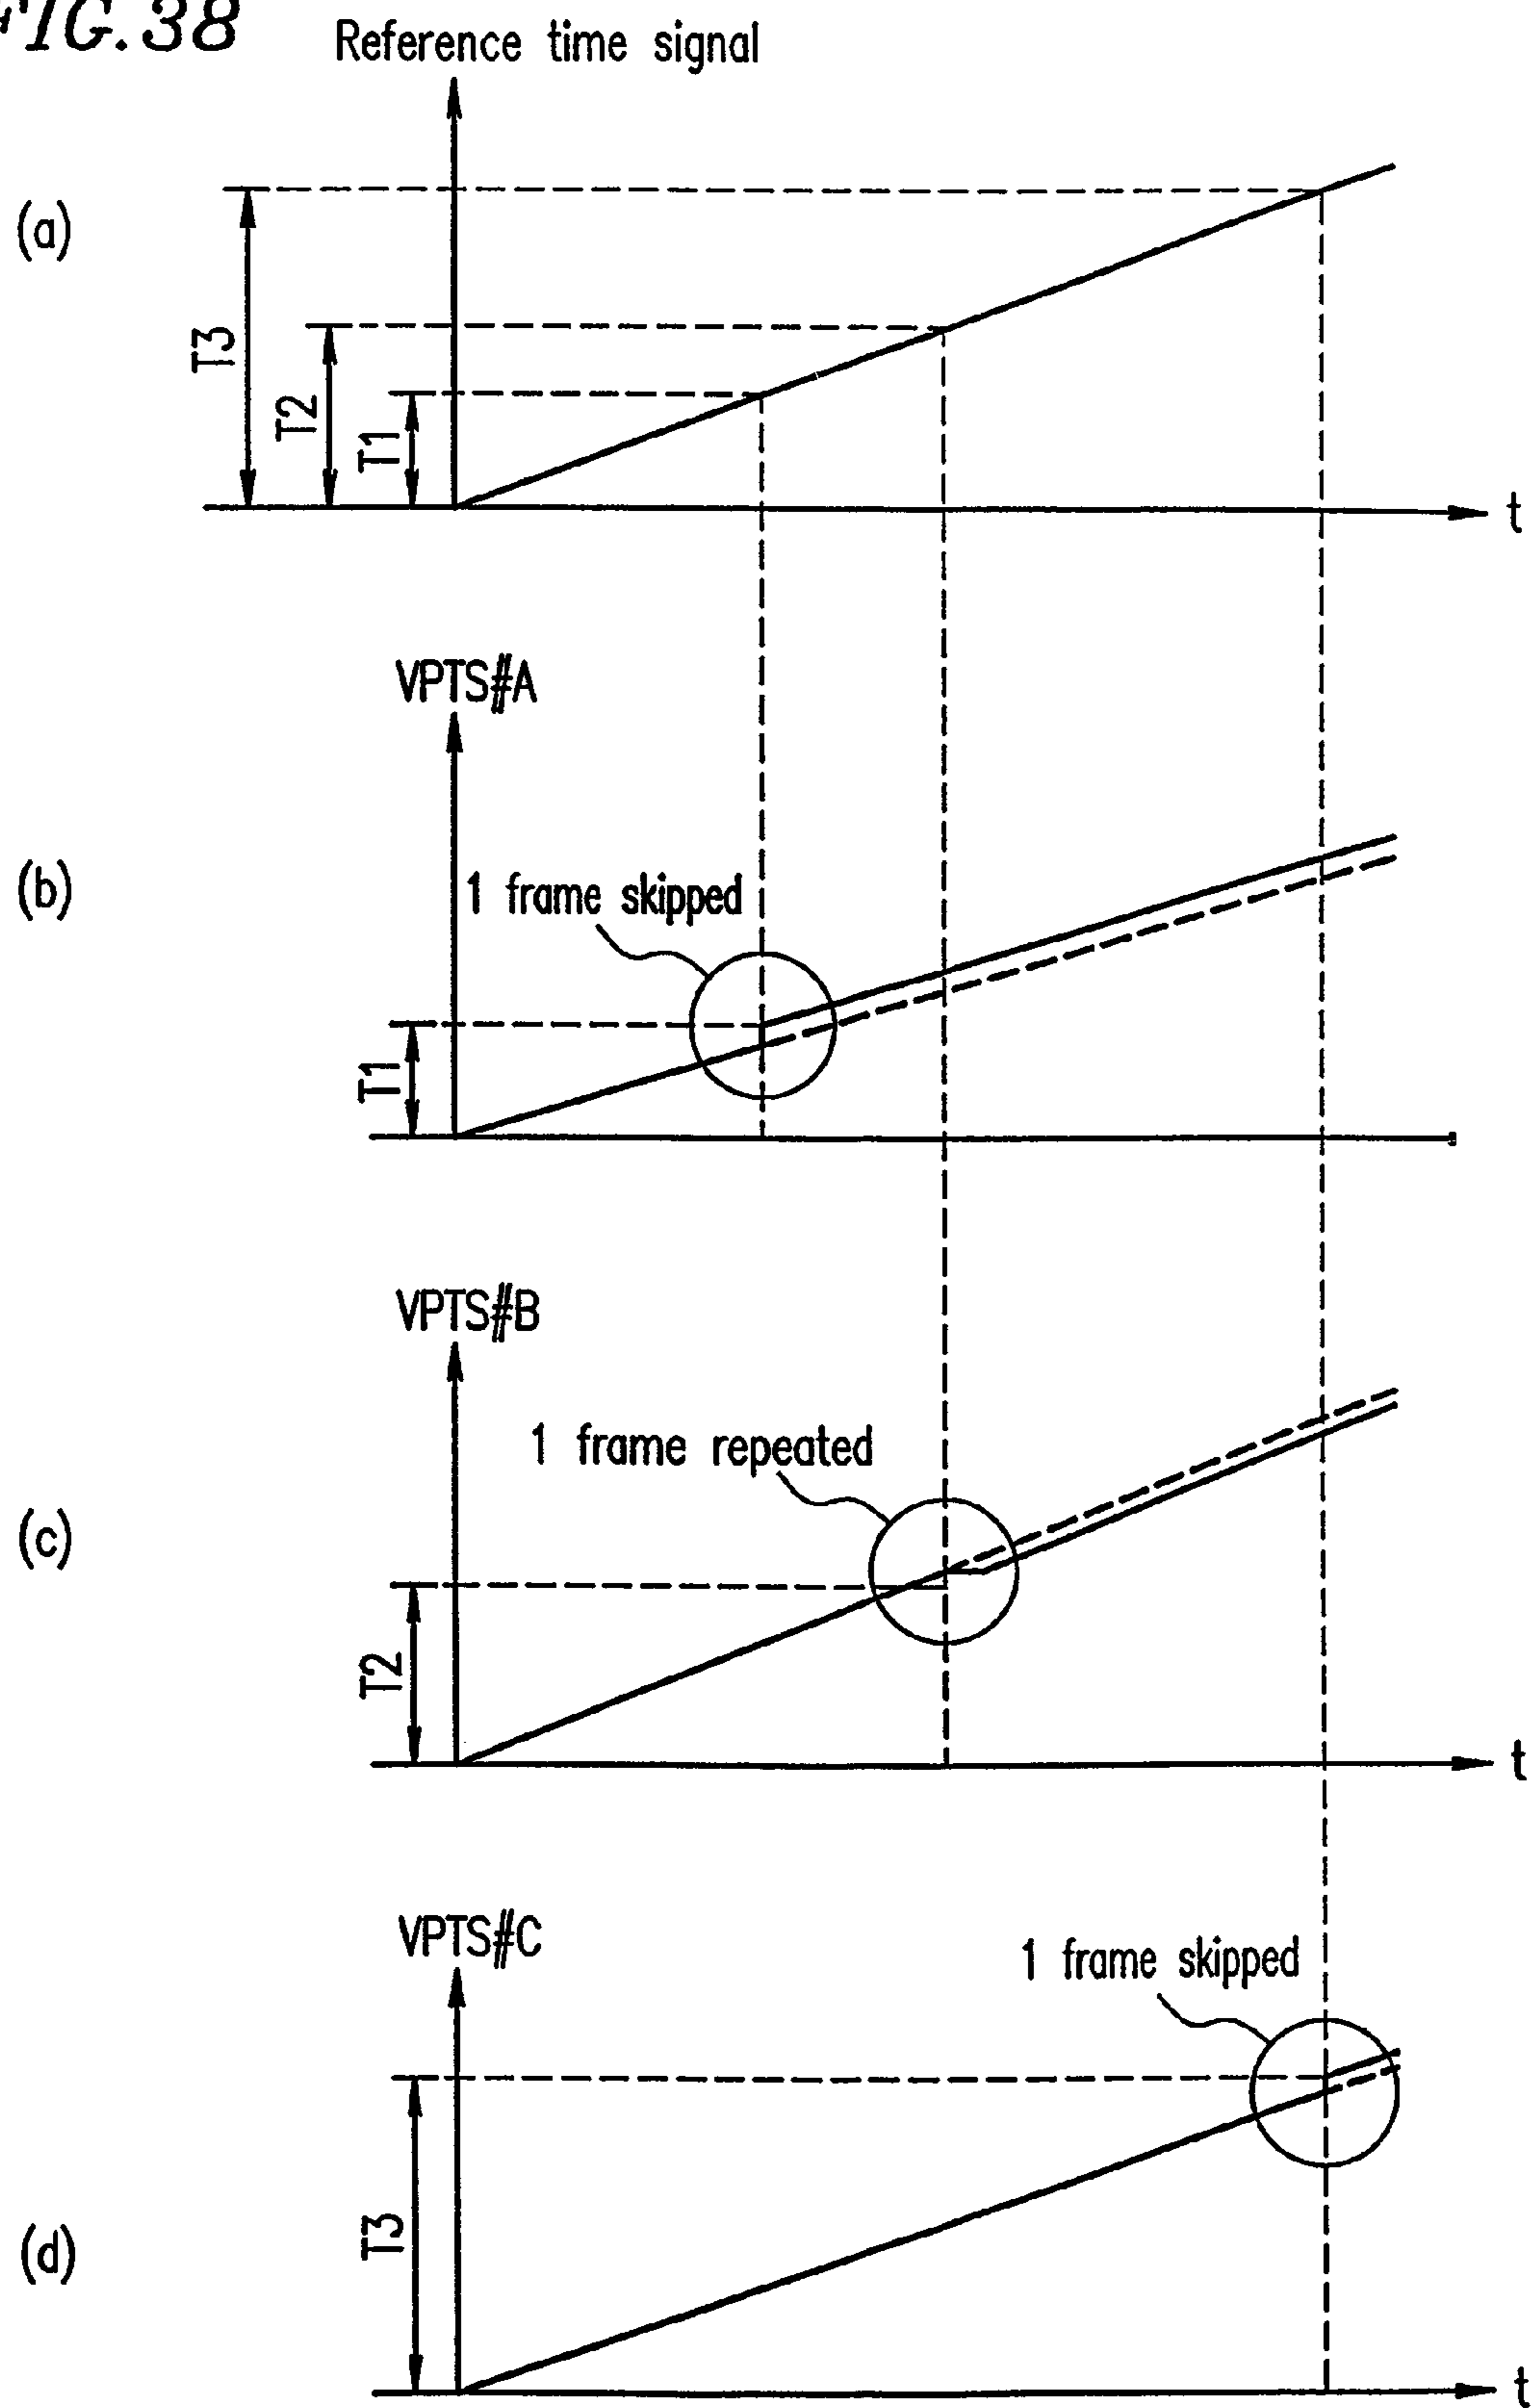 FIG. 38
Reference time signal
(a)
T3
T2
T1
t
VPTS#A
(b)
1 frame skipped
T1
VPTS#B
1 frame repeated
(c)
T2
t
VPTS#C
1 frame skipped
(d)
T3
t